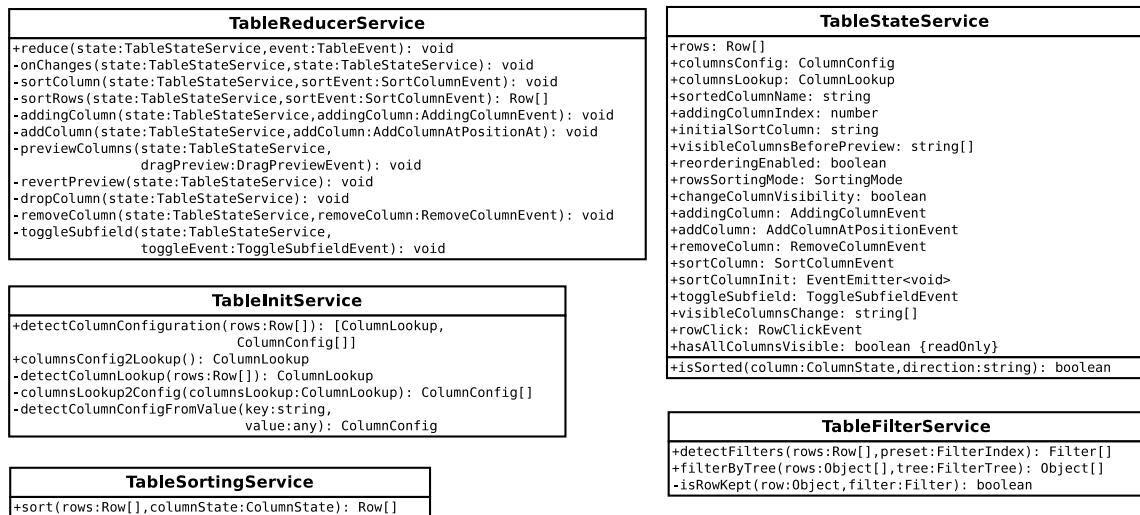 TableReducerService
+reduce(state:TableStateService,event:TableEvent): void
-onChanges(state:TableStateService,state:TableStateService): void
-sortColumn(state:TableStateService,sortEvent:SortColumnEvent): void
-sortRows(state:TableStateService,sortEvent:SortColumnEvent): Row[]
-addingColumn(state:TableStateService,addingColumn:AddingColumnEvent): void
-addColumn(state:TableStateService,addColumn:AddColumnAtPositionAt): void
-previewColumns(state:TableStateService,
dragPreview:DragPreviewEvent): void
-revertPreview(state:TableStateService): void
-dropColumn(state:TableStateService): void
-removeColumn(state:TableStateService,removeColumn:RemoveColumnEvent): void
-toggleSubfield(state:TableStateService,
toggleEvent:ToggleSubfieldEvent): void
TableInitService
+detectColumnConfiguration(rows:Row[]): [ColumnLookup,
ColumnConfig[]]
+columnsConfig2Lookup(): ColumnLookup
-detectColumnLookup(rows:Row[]): ColumnLookup
-columnsLookup2Config(columnsLookup:ColumnLookup): ColumnConfig[]
-detectColumnConfigFromValue(key:string,
value:any): ColumnConfig
TableSortingService
+sort(rows:Row[],columnState:ColumnState): Row[]
TableStateService
+rows: Row[]
+columnsConfig: ColumnConfig
+columnsLookup: ColumnLookup
+sortedColumnName: string
+addingColumnIndex: number
+initialSortColumn: string
+visibleColumnsBeforePreview: string[]
+reorderingEnabled: boolean
+rowsSortingMode: SortingMode
+changeColumnVisibility: boolean
+addingColumn: AddingColumnEvent
+addColumn: AddColumnAtPositionEvent
+removeColumn: RemoveColumnEvent
+sortColumn: SortColumnEvent
+sortColumnInit: EventEmitter<void>
+toggleSubfield: ToggleSubfieldEvent
+visibleColumnsChange: string[]
+rowClick: RowClickEvent
+hasAllColumnsVisible: boolean {readOnly}
+isSorted(column:ColumnState,direction:string): boolean
TableFilterService
+detectFilters(rows:Row[],preset:FilterIndex): Filter[]
+filterByTree(rows:Object[],tree:FilterTree): Object[]
-isRowKept(row:Object,filter:Filter): boolean